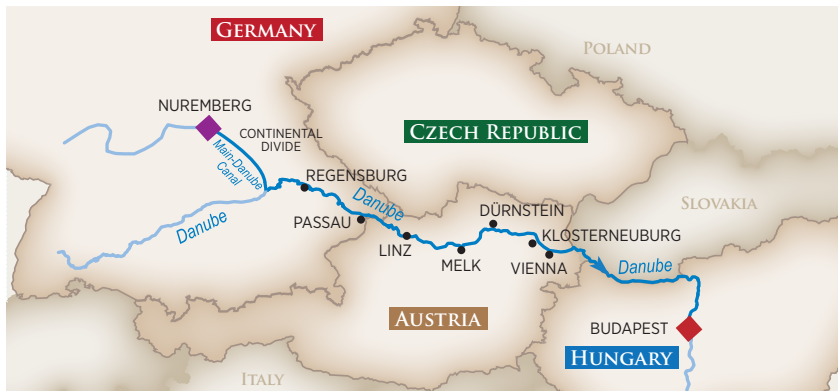 GERMANY
POLAND
NUREMBERG
CONTINENTAL
DIVIDE
Main-Danube
Canal
CZECH REPUBLIC
REGENSBURG
Danube
Danube
PASSAU
LINZ
MELK
DÜRNSTEIN
KLOSTERNEUBURG
VIENNA
SLOVAKIA
Danube
AUSTRIA
BUDAPEST
HUNGARY
ITALY